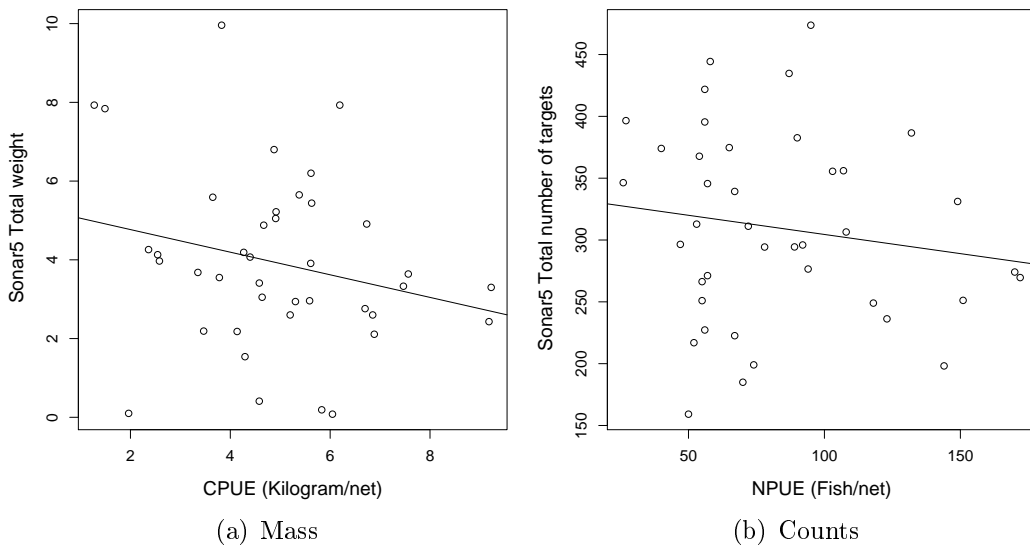 Sonar5 Total weight
10
8
6
4
2
0
2 4 6 8
CPUE (Kilogram/net)
(a) Mass
Sonar5 Total number of targets
450
400
350
300
250
200
150
50 100 150
NPUE (Fish/net)
(b) Counts